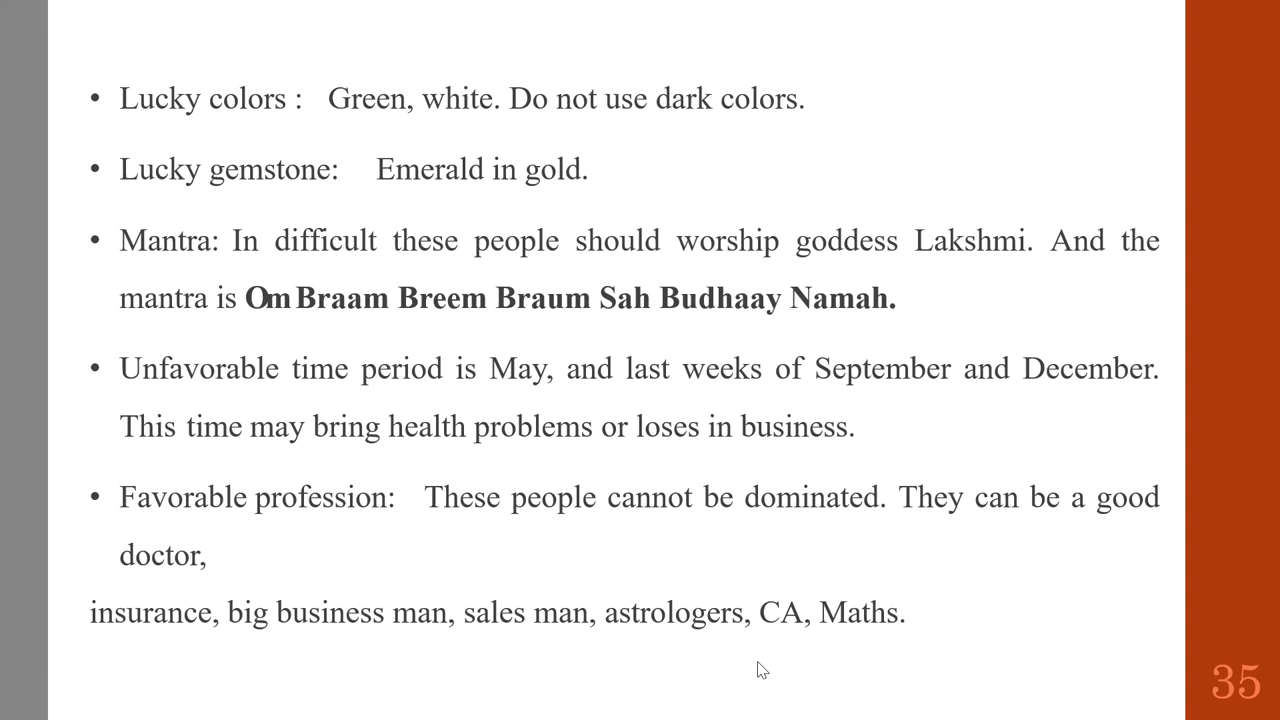 • Lucky colors : Green, white. Do not use dark colors.
• Lucky gemstone: Emerald in gold.
• Mantra: In difficult these people should worship goddess Lakshmi. And the
mantra is Om Braam Breem Braum Sah Budhaay Namah.
• Unfavorable time period is May, and last weeks of September and December.
This time may bring health problems or loses in business.
• Favorable profession: These people cannot be dominated. They can be a good
doctor,
insurance, big business man, sales man, astrologers, CA, Maths.
35